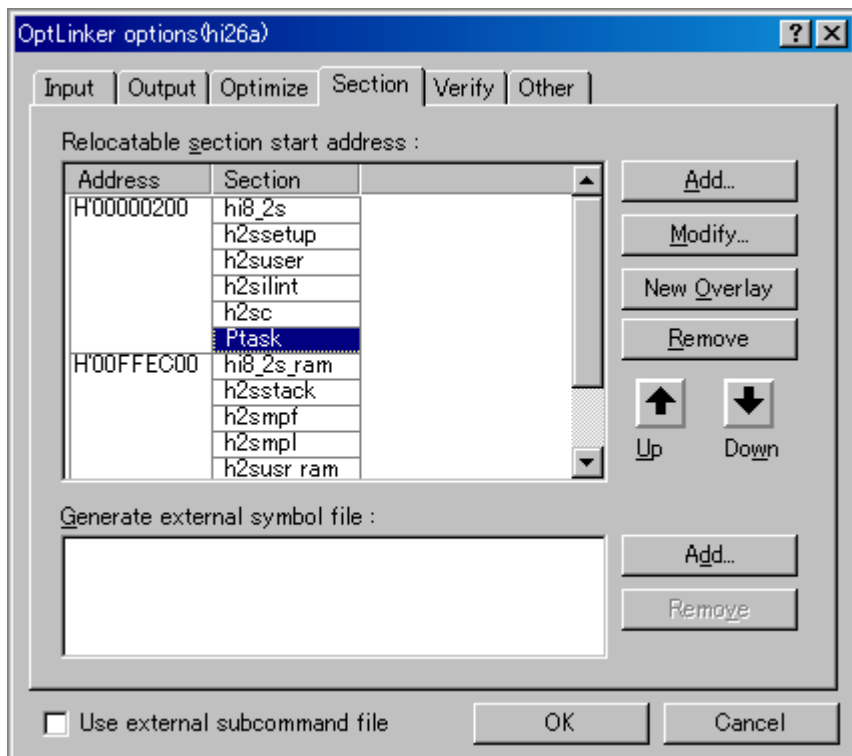 OptLinker options(hi26a)
Input Output Optimize Section Verify Other
Relocatable section start address :
Address Section
H'00000200 hi8_2s
h2ssetup
h2suser
h2silint
h2sc
Ptask
H'00FFEC00 hi8_2s_ram
h2sstack
h2smpf
h2smpl
h2susr_ram
Add...
Modify...
New Overlay
Remove
Up Down
Generate external symbol file :
Add...
Remove
Use external subcommand file OK Cancel